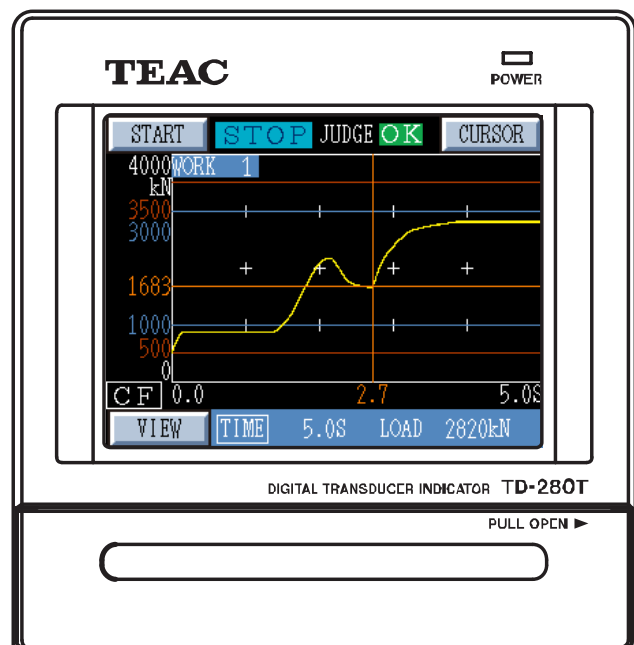 TEAC
POWER
START STOP JUDGE OK CURSOR
4000 WORK 1
kN
3500
3000
1683
1000
500
0
CF 0.0 2.7 5.0S
VIEW TIME 5.0S LOAD 2820kN
DIGITAL TRANSDUCER INDICATOR TD-280T
PULL OPEN ►